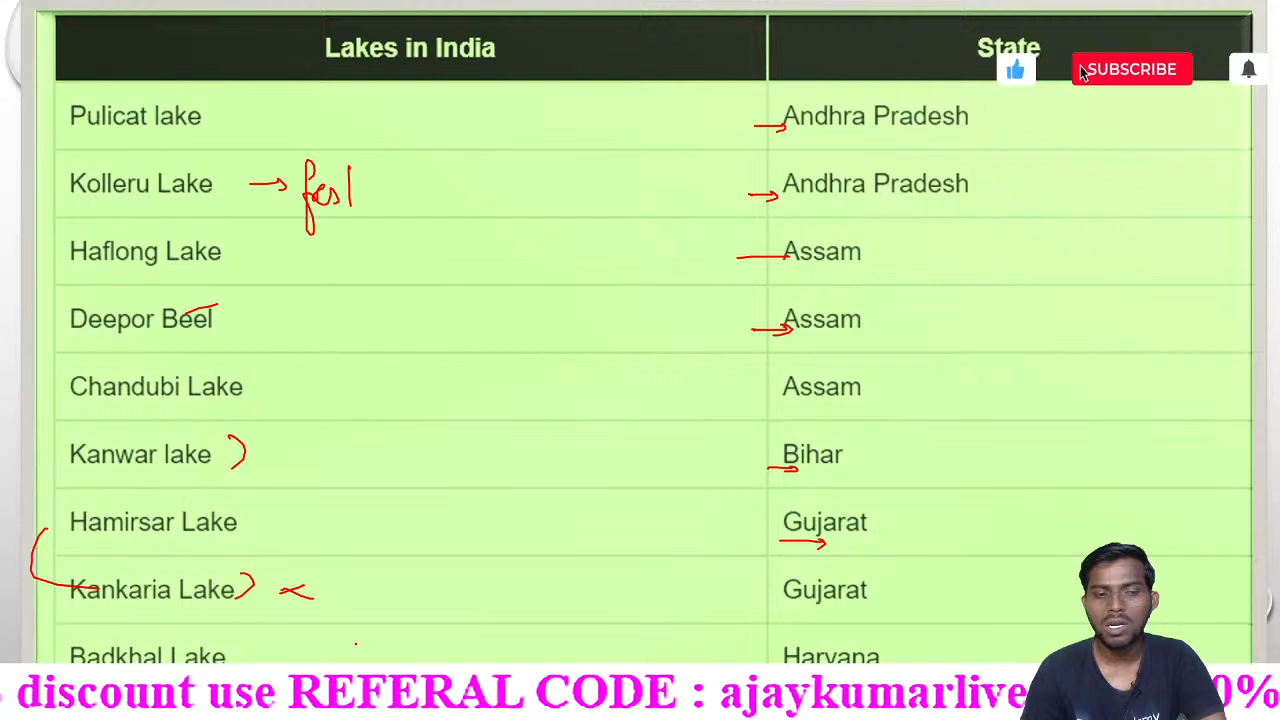 Lakes in India State
SUBSCRIBE
Pulicat lake Andhra Pradesh
Kolleru Lake → Andhra Pradesh
Haflong Lake Assam
Deepor Beel Assam
Chandubi Lake Assam
Kanwar lake Bihar
Hamirsar Lake Gujarat
Kankaria Lake Gujarat
Badkhal Lake Haryana
discount use REFERAL CODE : ajaykumarlive 0%